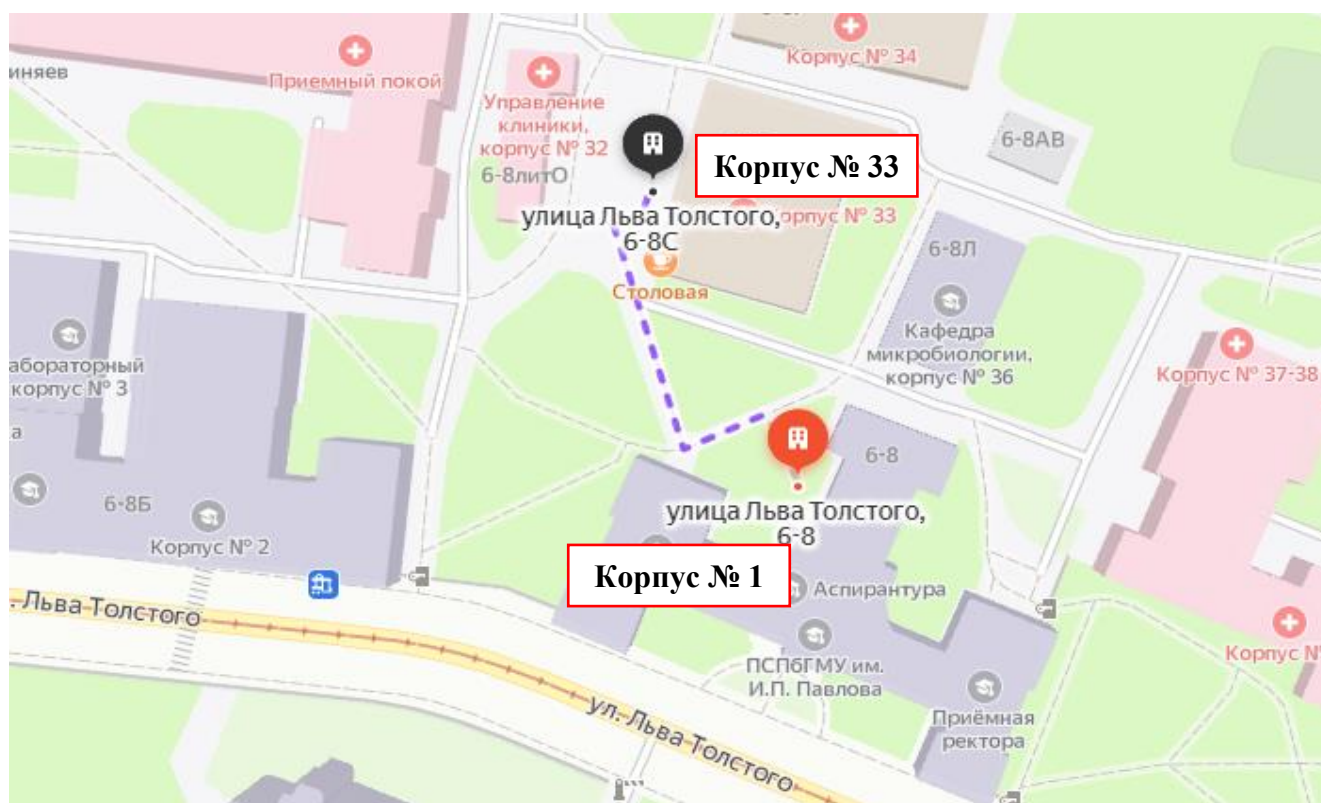 Корпус № 34
иняев
Приемный покой
Управление
клиники,
корпус № 32
6-8литО
6-8АВ
Корпус № 33
улица Льва Толстого,
6-8С
орпус № 33
Столовая
6-8Л
Кафедра
микробиологии,
корпус № 36
Корпус № 37-38
абораторный
корпус № 3
а
6-8Б
Корпус № 2
6-8
улица Льва Толстого,
6-8
Корпус № 1
Аспирантура
. Льва Толстого
ПСПбГМУ им.
И.П. Павлова
Корпус №
Приёмная
ректора
ул. Льва Толстого